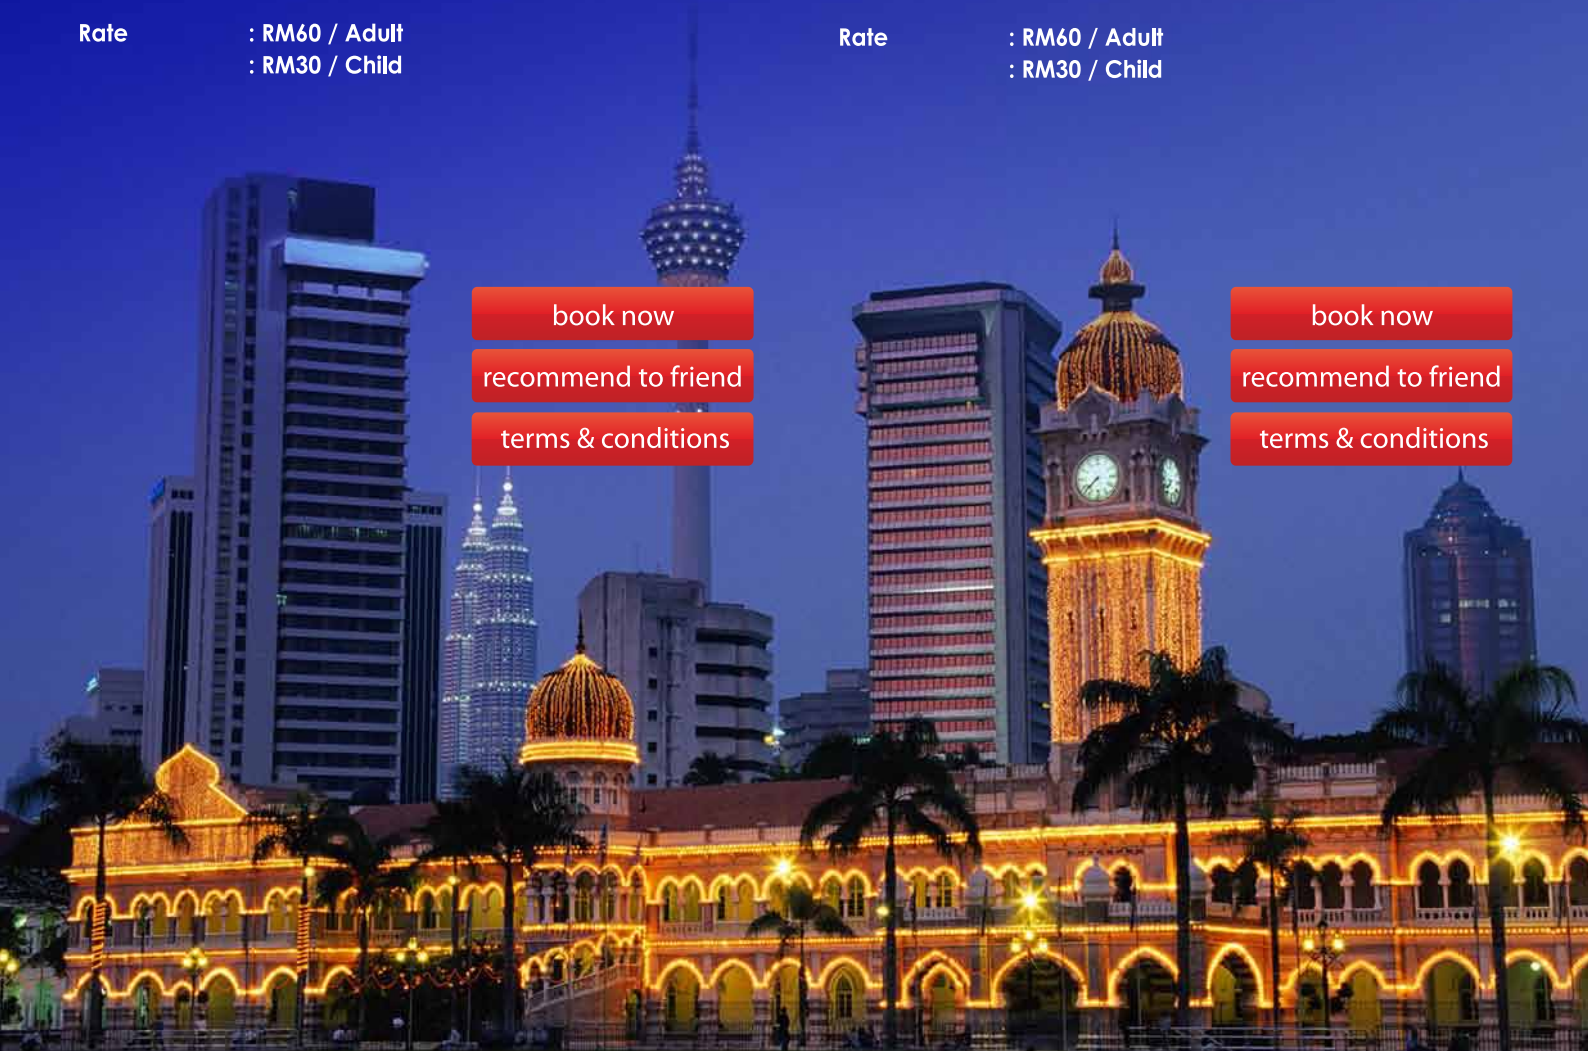 Rate : RM60 / Adult
: RM30 / Child
book now
recommend to friend
terms & conditions
Rate : RM60 / Adult
: RM30 / Child
book now
recommend to friend
terms & conditions